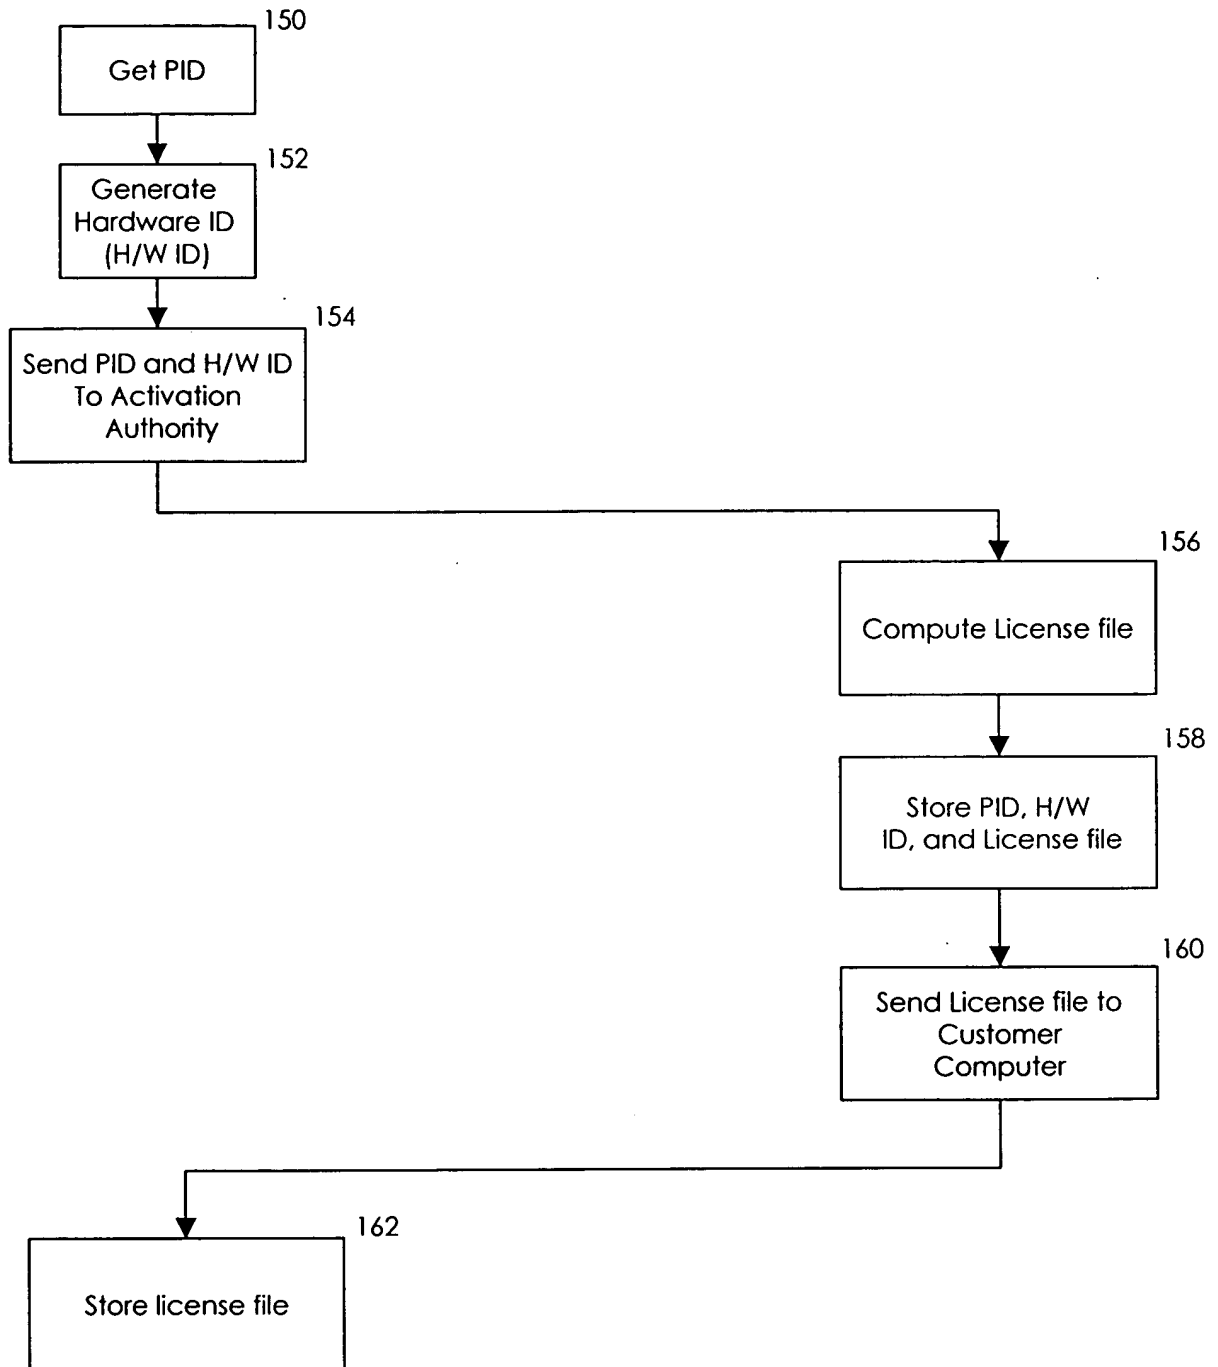 150
Get PID
152
Generate
Hardware ID
(H/W ID)
154
Send PID and H/W ID
To Activation
Authority
156
Compute License file
158
Store PID, H/W
ID, and License file
160
Send License file to
Customer
Computer
162
Store license file